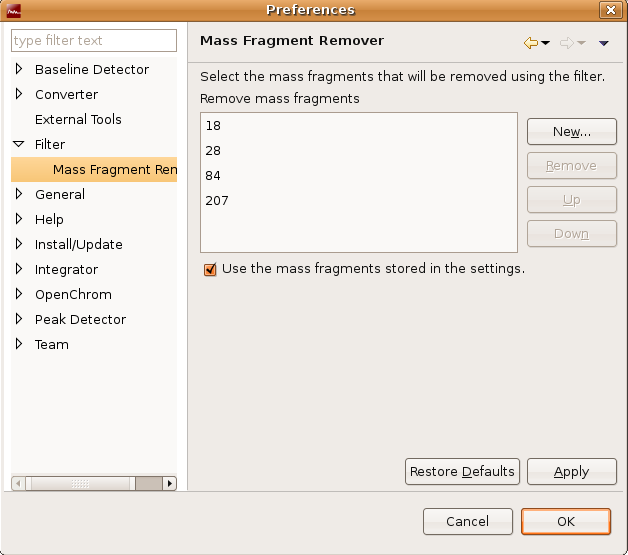 Preferences
type filter text
Baseline Detector
Converter
External Tools
Filter
Mass Fragment Ren
General
Help
Install/Update
Integrator
OpenChrom
Peak Detector
Team
Mass Fragment Remover
Select the mass fragments that will be removed using the filter.
Remove mass fragments
18
28
84
207
New...
Remove
Up
Down
Use the mass fragments stored in the settings.
Restore Defaults
Apply
Cancel
OK